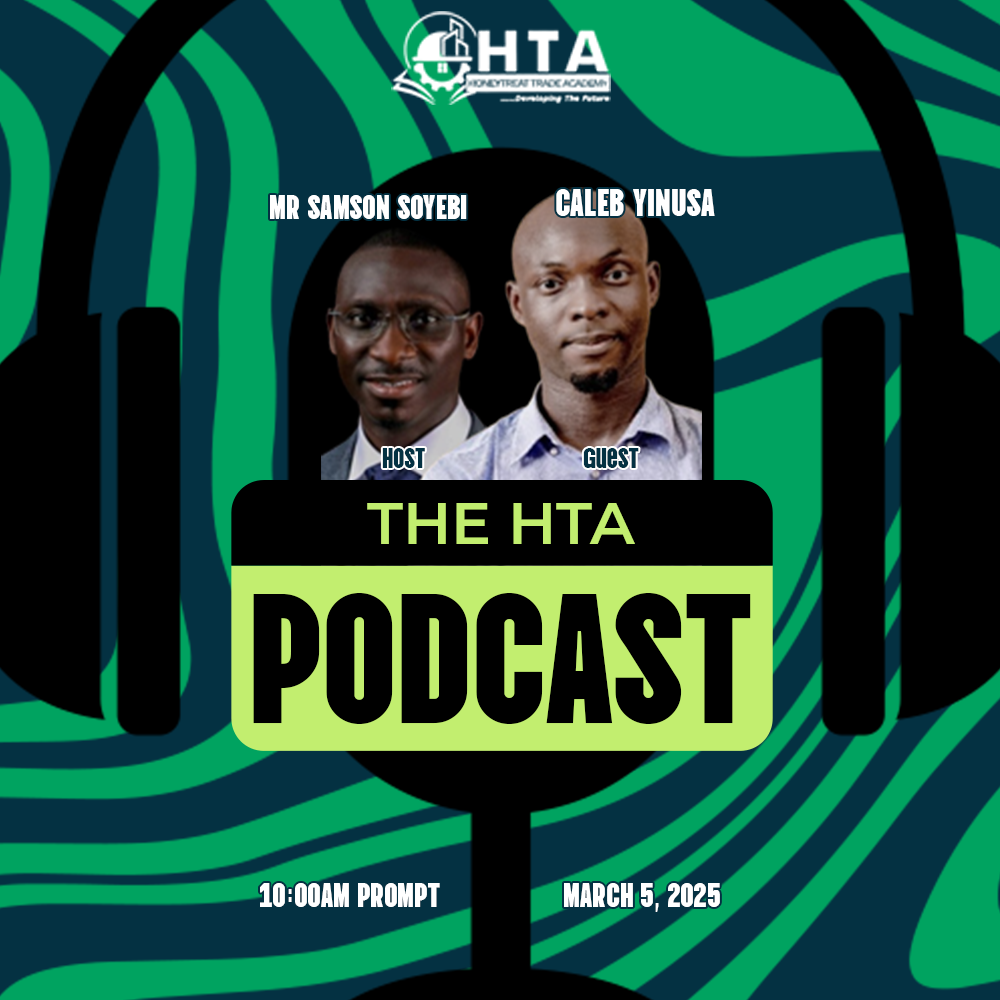 HTA
HONEYTREAT TRADE ACADEMY
......Developing The Future
MR SAMSON SOYEBI
CALEB YINUSA
HOST
GUEST
THE HTA
PODCAST
10:00AM PROMPT
MARCH 5, 2025